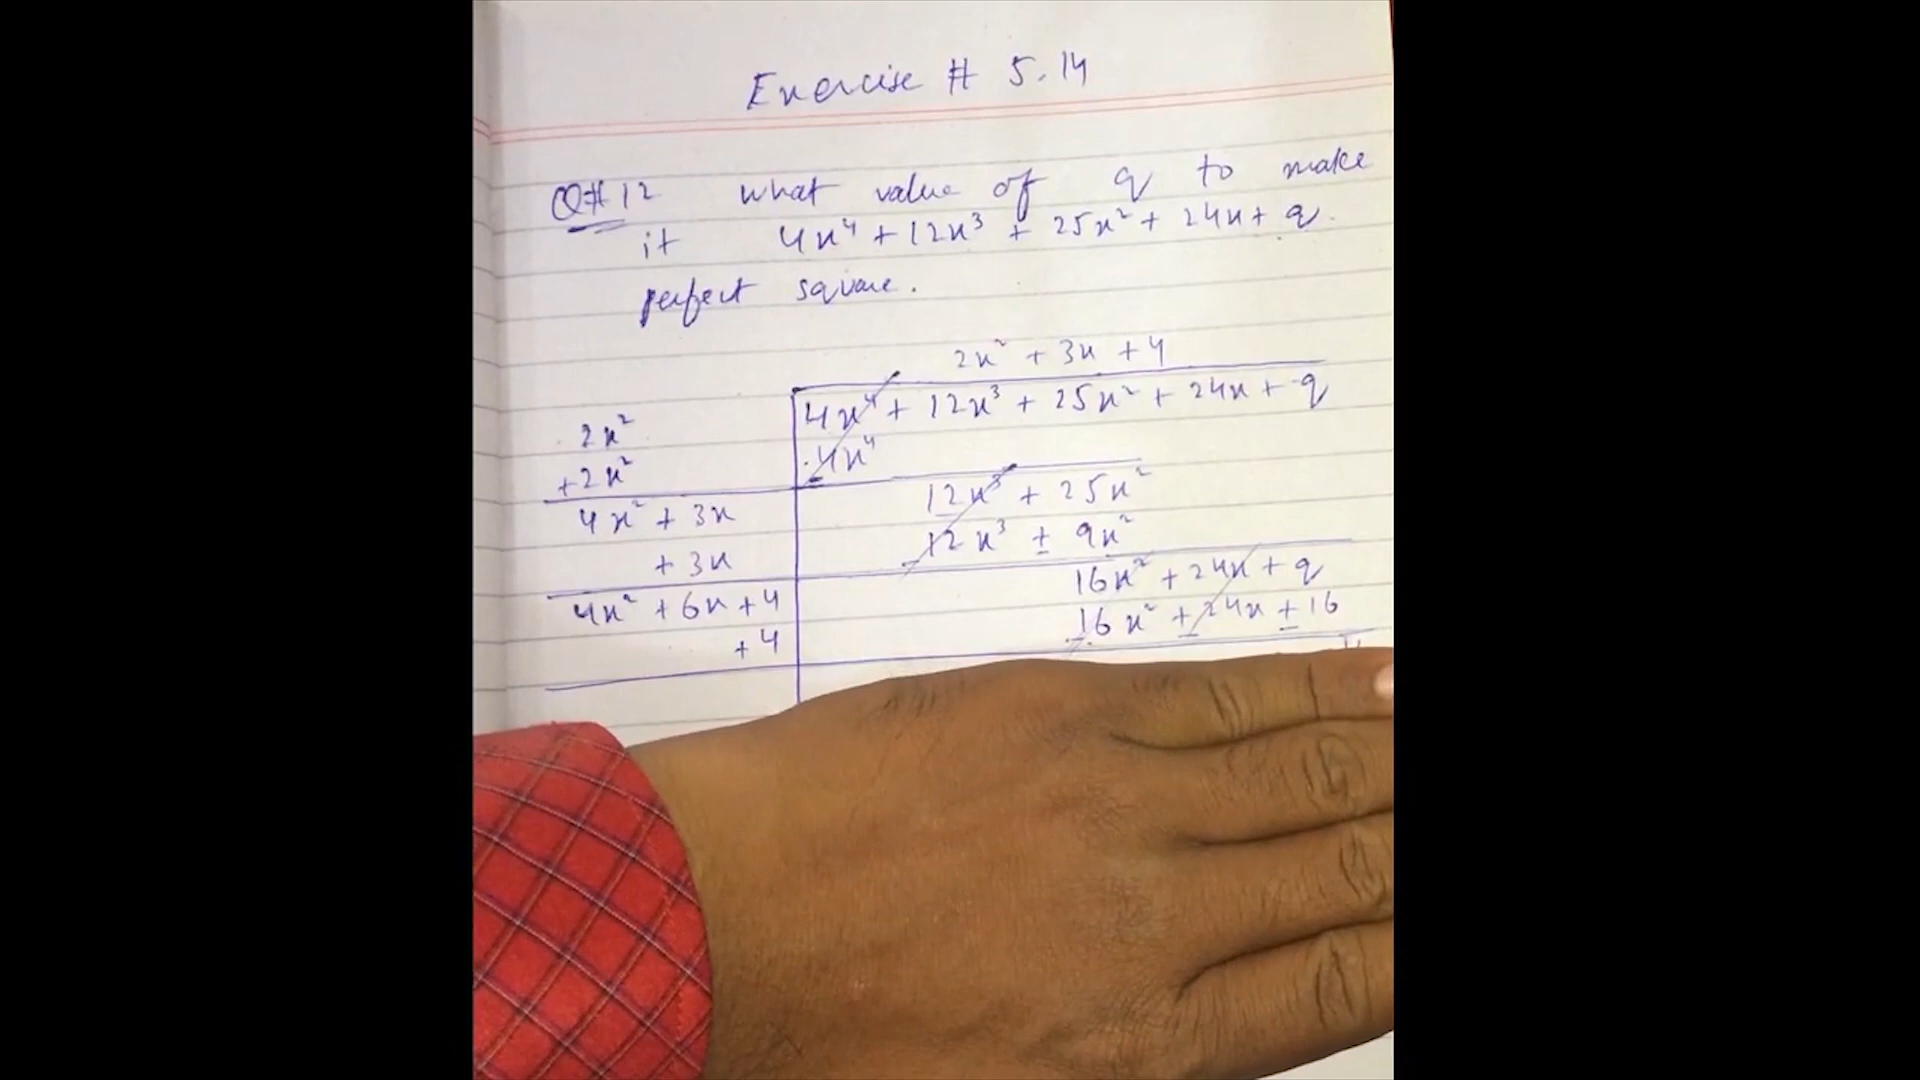 Exercise # 5.14
Q#12 what value of q to make
it 4x⁴ + 12x³ + 25x² + 24x + q
perfect square.
2x² + 3x + 4
2x² 4x⁴ + 12x³ + 25x² + 24x + q
+2x² 4x⁴
4x² + 3x 12x³ + 25x²
+ 3x 12x³ ± 9x²
4x² + 6x + 4 16x² + 24x + q
+ 4 16x² ± 24x ± 16